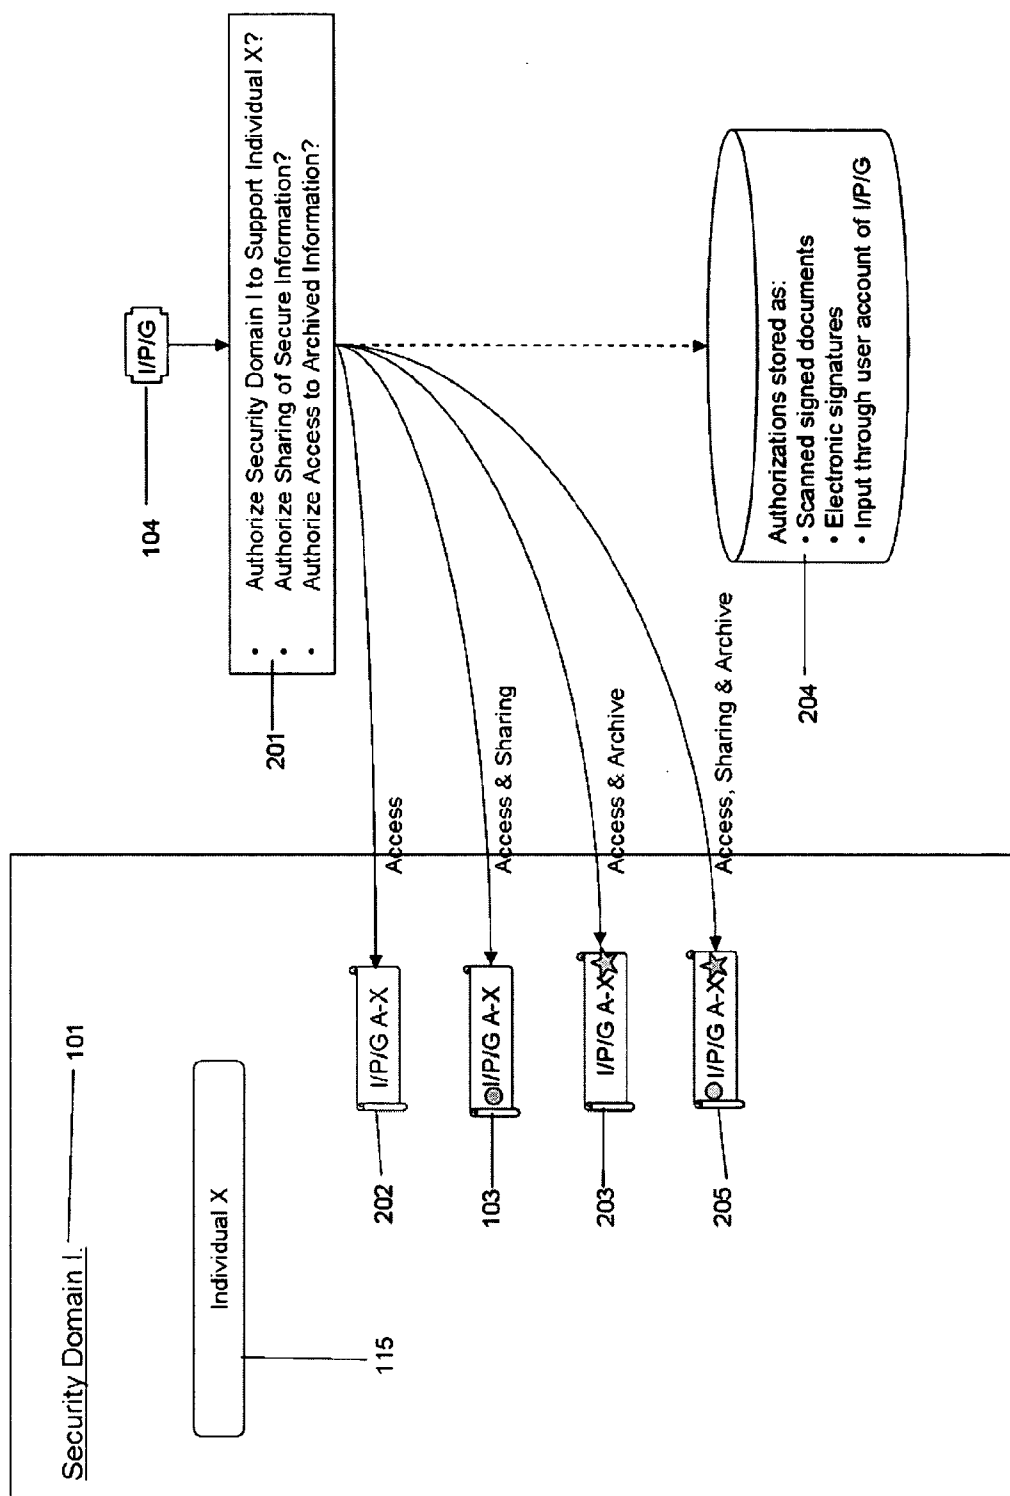 Security Domain I.
101
Individual X
115
I/P/G
104
• Authorize Security Domain I to Support Individual X?
• Authorize Sharing of Secure Information?
• Authorize Access to Archived Information?
201
Access
I/P/G A-X
202
Access & Sharing
I/P/G A-X
103
Access & Archive
I/P/G A-X
203
Access, Sharing & Archive
I/P/G A-X
205
Authorizations stored as:
• Scanned signed documents
• Electronic signatures
• Input through user account of I/P/G
204